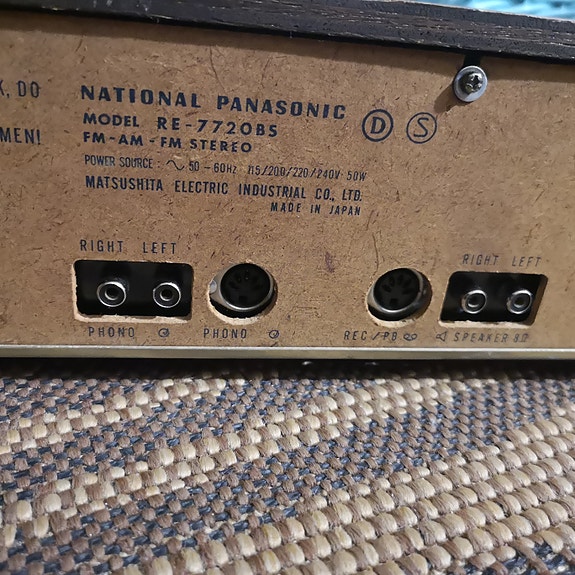 K, DO
MEN!
NATIONAL PANASONIC
MODEL RE-7720BS
FM-AM-FM STEREO
D S
POWER SOURCE: 50-60Hz 115/200/220/240V 50W
MATSUSHITA ELECTRIC INDUSTRIAL CO., LTD.
MADE IN JAPAN
RIGHT LEFT
RIGHT LEFT
PHONO
PHONO
REC/PB
SPEAKER 8Ω